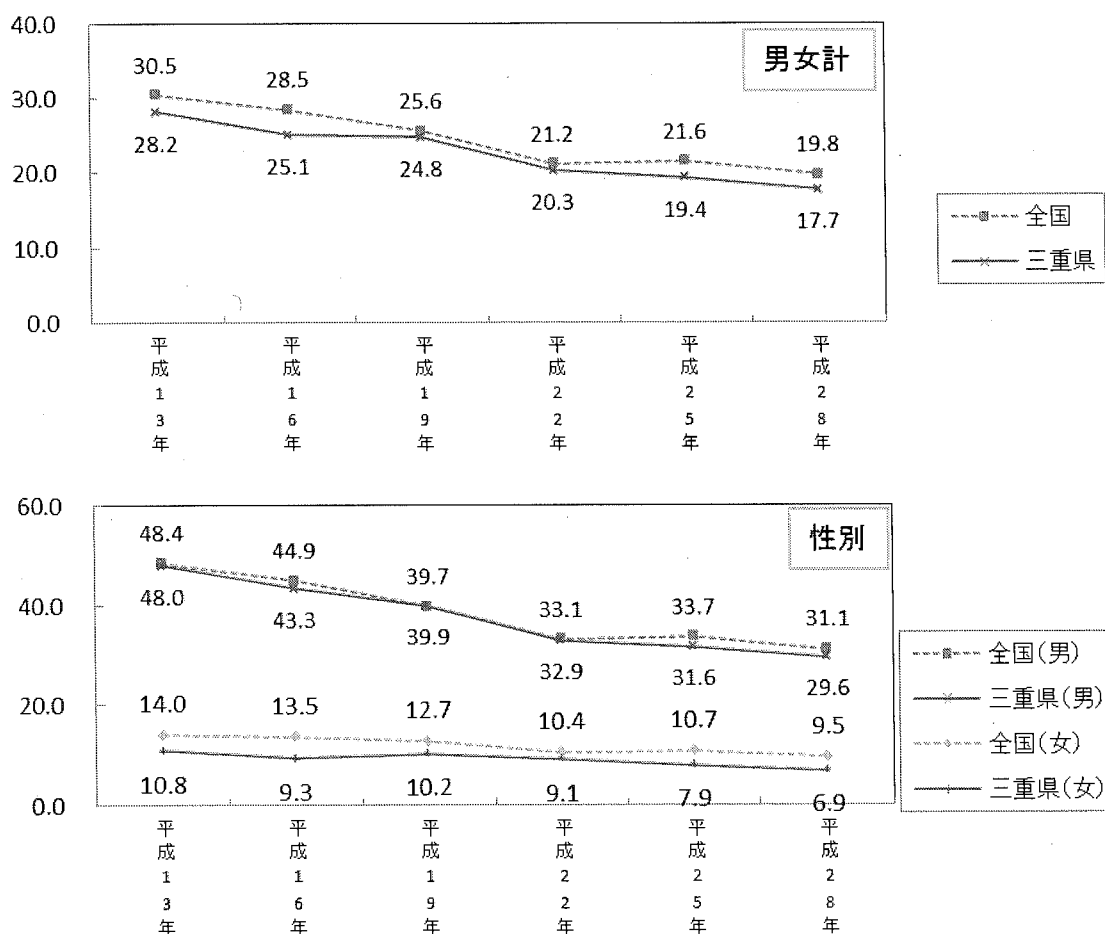 男女計
40.0
30.0
20.0
10.0
0.0
30.5 28.5 25.6 21.2 21.6 19.8
28.2 25.1 24.8 20.3 19.4 17.7
全国
三重県
平成13年 平成16年 平成19年 平成22年 平成25年 平成28年
性別
60.0
40.0
20.0
0.0
48.4 44.9 39.7 33.1 33.7 31.1
48.0 43.3 39.9 32.9 31.6 29.6
14.0 13.5 12.7 10.4 10.7 9.5
10.8 9.3 10.2 9.1 7.9 6.9
全国(男)
三重県(男)
全国(女)
三重県(女)
平成13年 平成16年 平成19年 平成22年 平成25年 平成28年